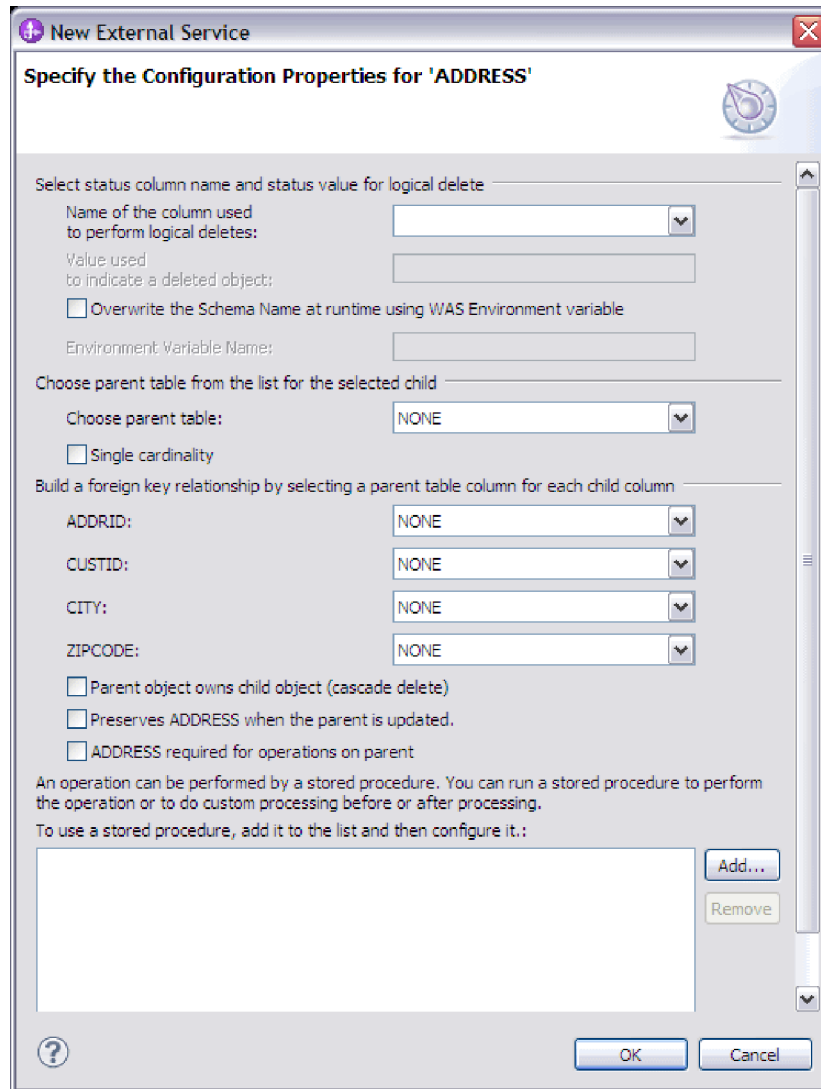 New External Service
Specify the Configuration Properties for 'ADDRESS'
Select status column name and status value for logical delete
Name of the column used
to perform logical deletes:
Value used
to indicate a deleted object:
Overwrite the Schema Name at runtime using WAS Environment variable
Environment Variable Name:
Choose parent table from the list for the selected child
Choose parent table: NONE
Single cardinality
Build a foreign key relationship by selecting a parent table column for each child column
ADDRID: NONE
CUSTID: NONE
CITY: NONE
ZIPCODE: NONE
Parent object owns child object (cascade delete)
Preserves ADDRESS when the parent is updated.
ADDRESS required for operations on parent
An operation can be performed by a stored procedure. You can run a stored procedure to perform
the operation or to do custom processing before or after processing.
To use a stored procedure, add it to the list and then configure it.:
Add...
Remove
?
OK Cancel